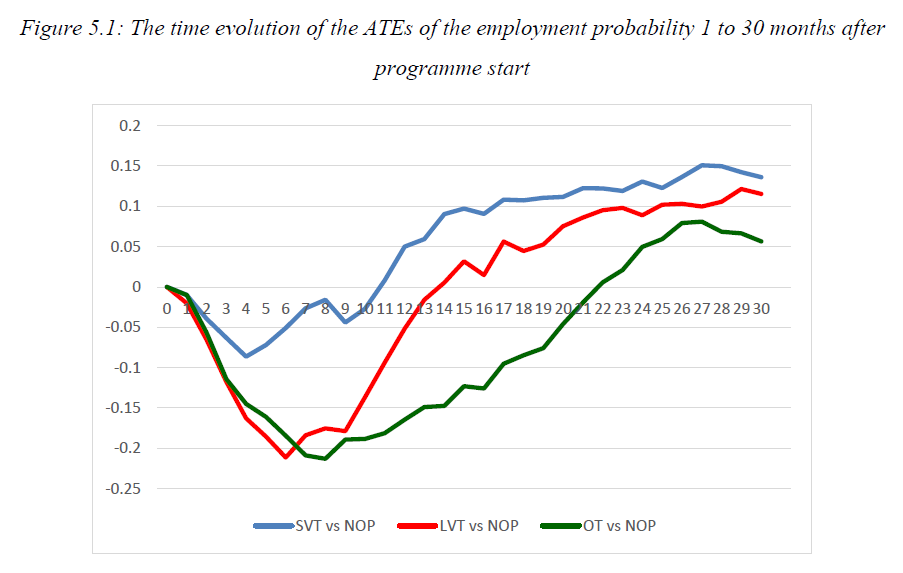 Figure 5.1: The time evolution of the ATEs of the employment probability 1 to 30 months after
programme start
0.2
0.15
0.1
0.05
0
-0.05
-0.1
-0.15
-0.2
-0.25
0 1 2 3 4 5 6 7 8 9 10 11 12 13 14 15 16 17 18 19 20 21 22 23 24 25 26 27 28 29 30
SVT vs NOP LVT vs NOP OT vs NOP